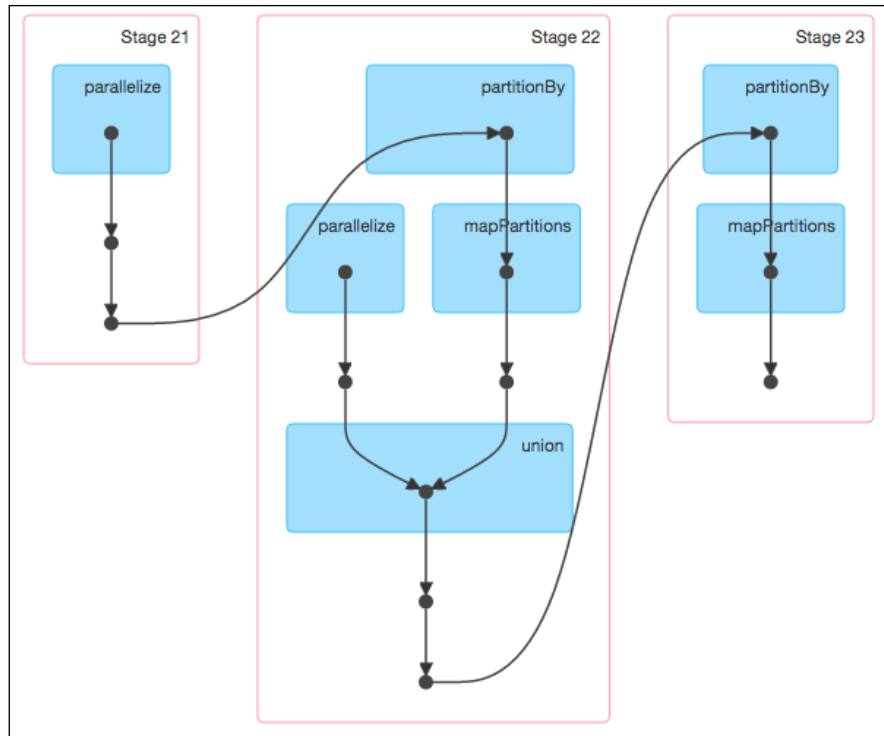 Stage 21
parallelize
Stage 22
partitionBy
parallelize
mapPartitions
union
Stage 23
partitionBy
mapPartitions